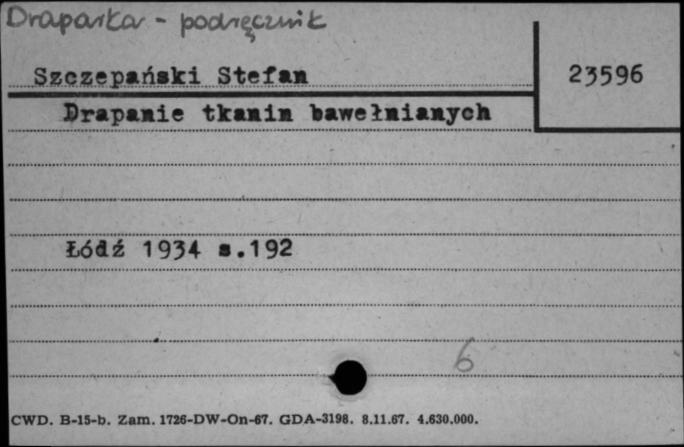 Draparka - podręcznik
Szczepański Stefan
23596
Drapanie tkanin bawełnianych
Łódź 1934 s.192
6
CWD. B-15-b. Zam. 1726-DW-On-67. GDA-3198. 8.11.67. 4.630.000.